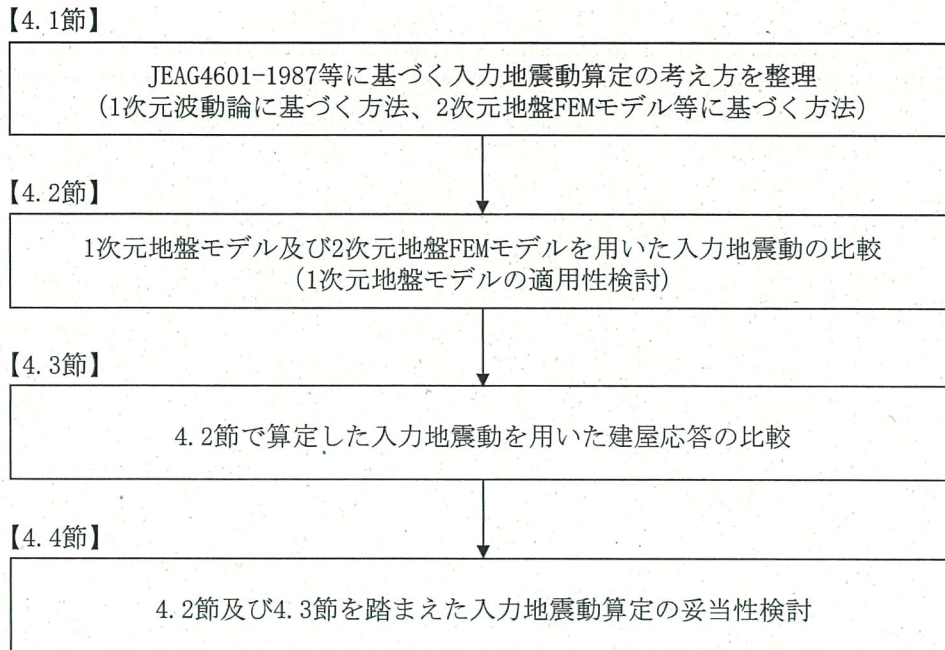 【4.1節】
JEAG4601-1987等に基づく入力地震動算定の考え方を整理
(1次元波動論に基づく方法、2次元地盤FEMモデル等に基づく方法)
【4.2節】
1次元地盤モデル及び2次元地盤FEMモデルを用いた入力地震動の比較
(1次元地盤モデルの適用性検討)
【4.3節】
4.2節で算定した入力地震動を用いた建屋応答の比較
【4.4節】
4.2節及び4.3節を踏まえた入力地震動算定の妥当性検討